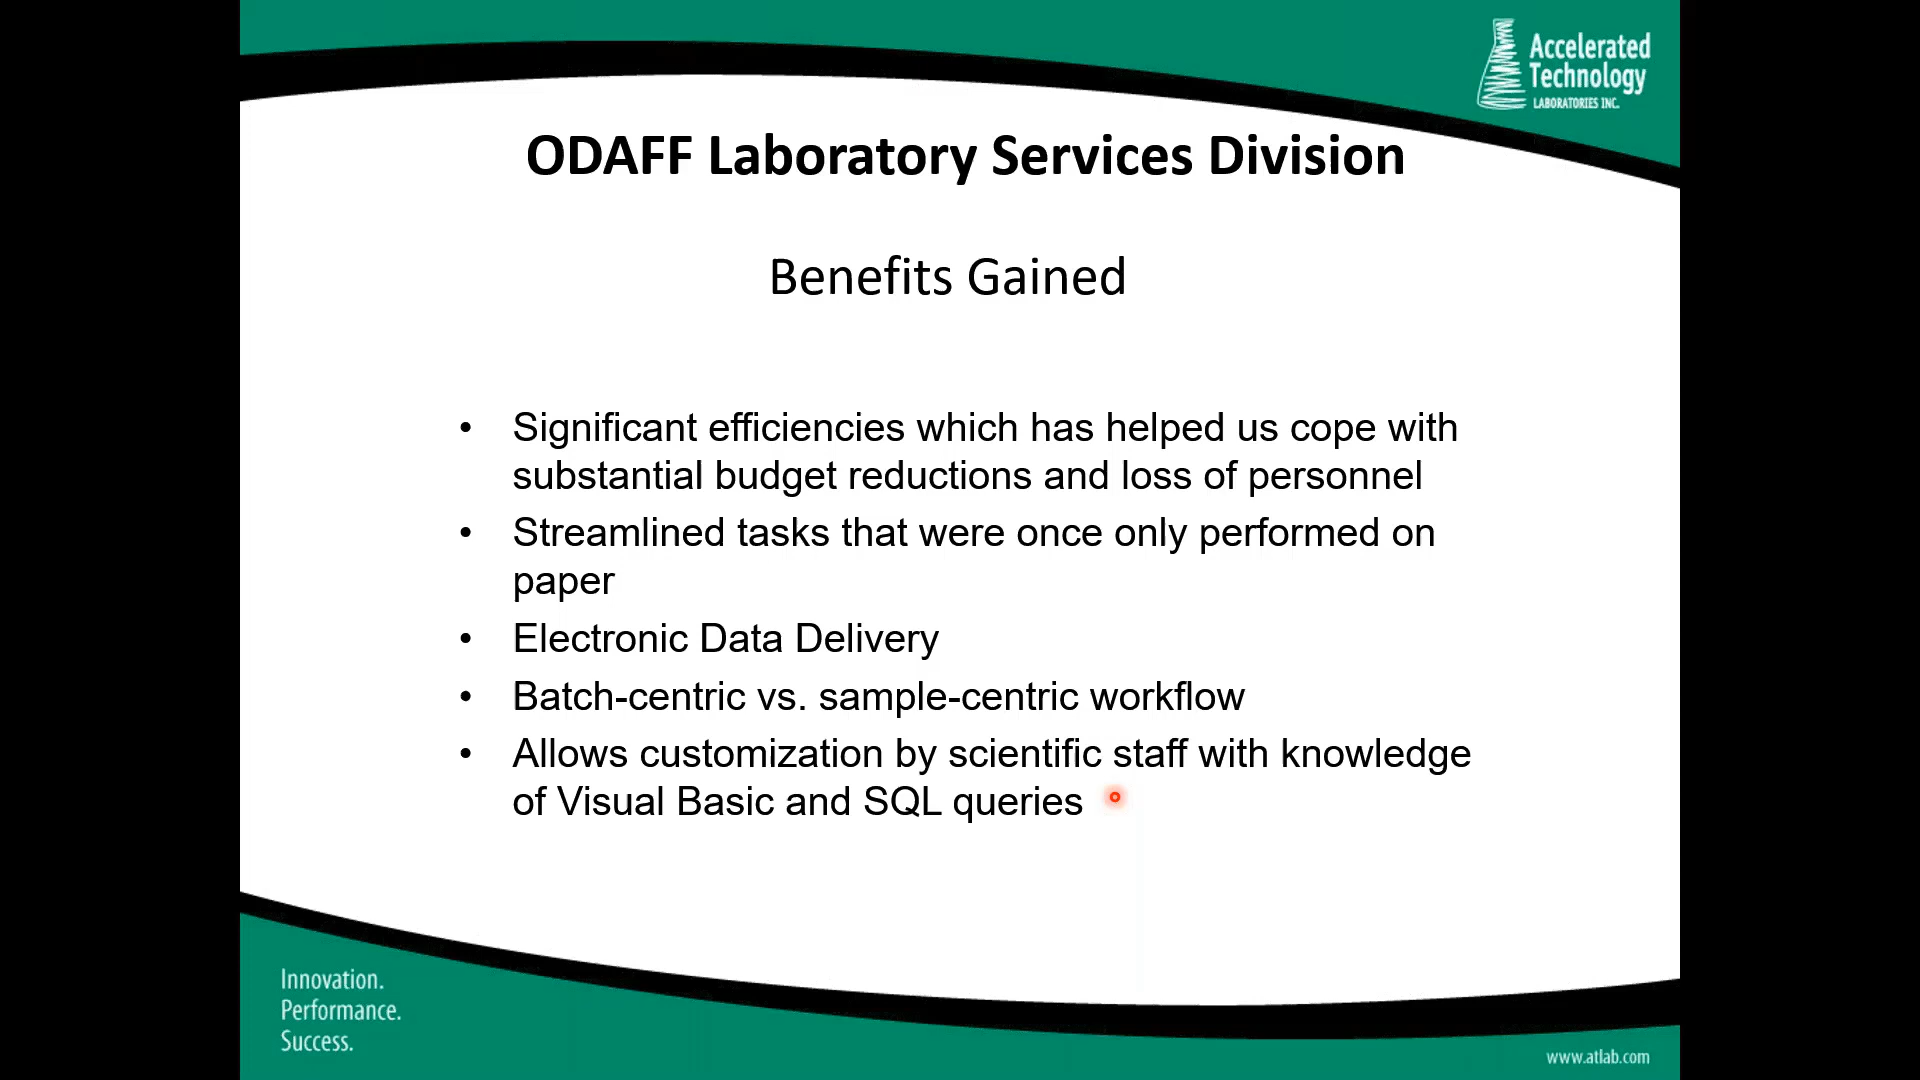 Accelerated
Technology
LABORATORIES INC.
ODAFF Laboratory Services Division
Benefits Gained
• Significant efficiencies which has helped us cope with
substantial budget reductions and loss of personnel
• Streamlined tasks that were once only performed on
paper
• Electronic Data Delivery
• Batch-centric vs. sample-centric workflow
• Allows customization by scientific staff with knowledge
of Visual Basic and SQL queries
Innovation.
Performance.
Success.
www.atlab.com